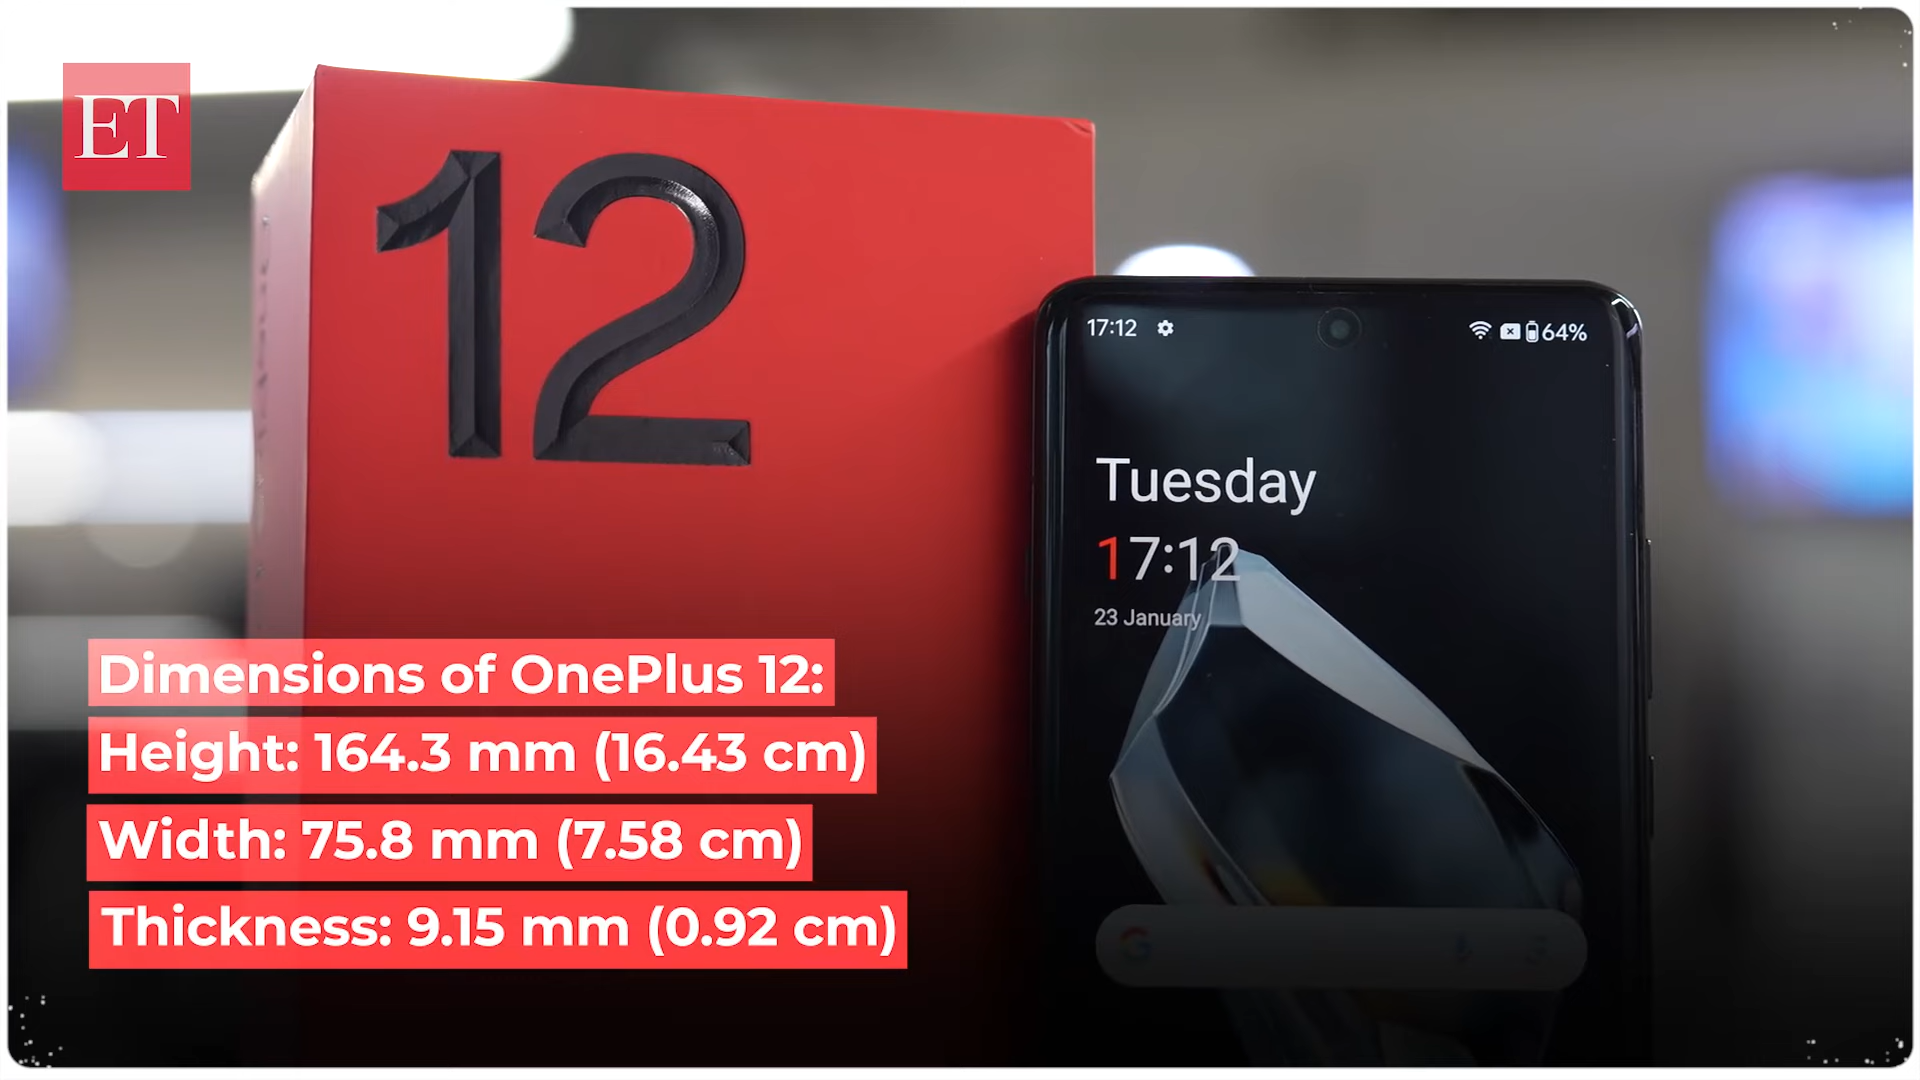 ET
12
17:12 64%
Tuesday
17:12
23 January
Dimensions of OnePlus 12:
Height: 164.3 mm (16.43 cm)
Width: 75.8 mm (7.58 cm)
Thickness: 9.15 mm (0.92 cm)